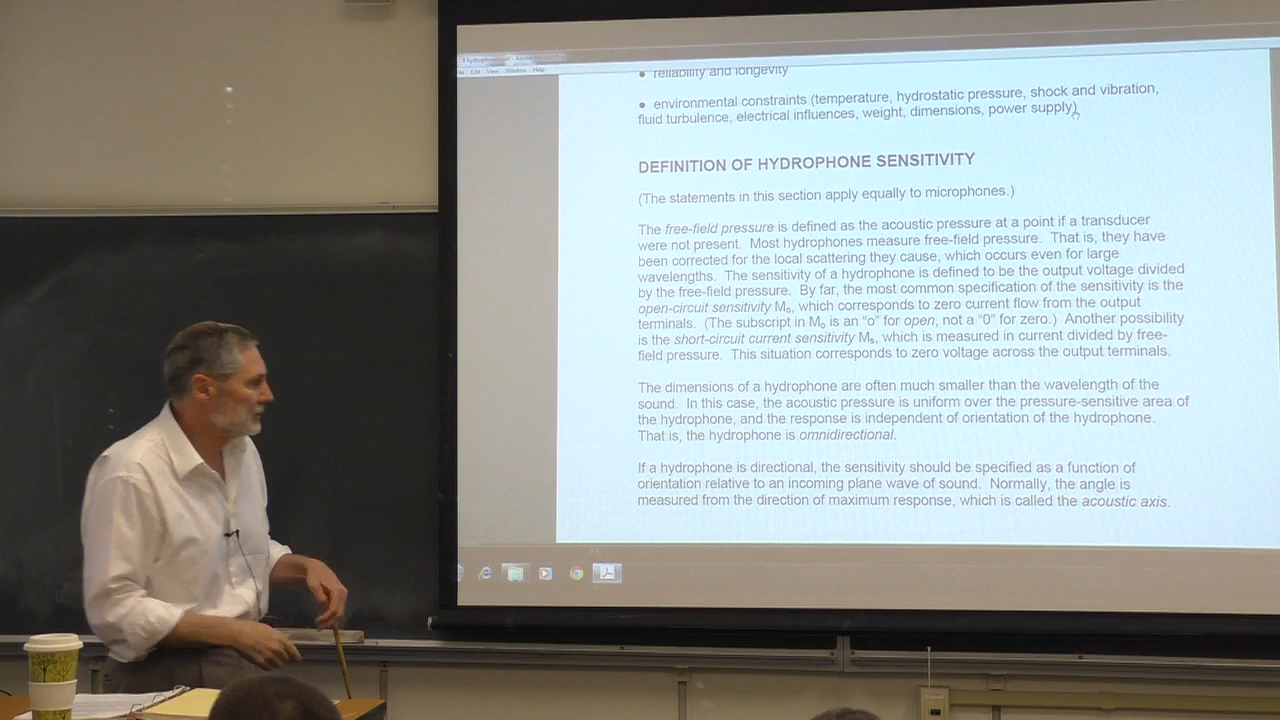 8 hydrophones.pdf - Adobe
Edit View Window Help
● reliability and longevity
● environmental constraints (temperature, hydrostatic pressure, shock and vibration,
fluid turbulence, electrical influences, weight, dimensions, power supply)
DEFINITION OF HYDROPHONE SENSITIVITY
(The statements in this section apply equally to microphones.)
The free-field pressure is defined as the acoustic pressure at a point if a transducer
were not present. Most hydrophones measure free-field pressure. That is, they have
been corrected for the local scattering they cause, which occurs even for large
wavelengths. The sensitivity of a hydrophone is defined to be the output voltage divided
by the free-field pressure. By far, the most common specification of the sensitivity is the
open-circuit sensitivity Mₒ, which corresponds to zero current flow from the output
terminals. (The subscript in Mₒ is an "o" for open, not a "0" for zero.) Another possibility
is the short-circuit current sensitivity Mₛ, which is measured in current divided by free-
field pressure. This situation corresponds to zero voltage across the output terminals.
The dimensions of a hydrophone are often much smaller than the wavelength of the
sound. In this case, the acoustic pressure is uniform over the pressure-sensitive area of
the hydrophone, and the response is independent of orientation of the hydrophone.
That is, the hydrophone is omnidirectional.
If a hydrophone is directional, the sensitivity should be specified as a function of
orientation relative to an incoming plane wave of sound. Normally, the angle is
measured from the direction of maximum response, which is called the acoustic axis.